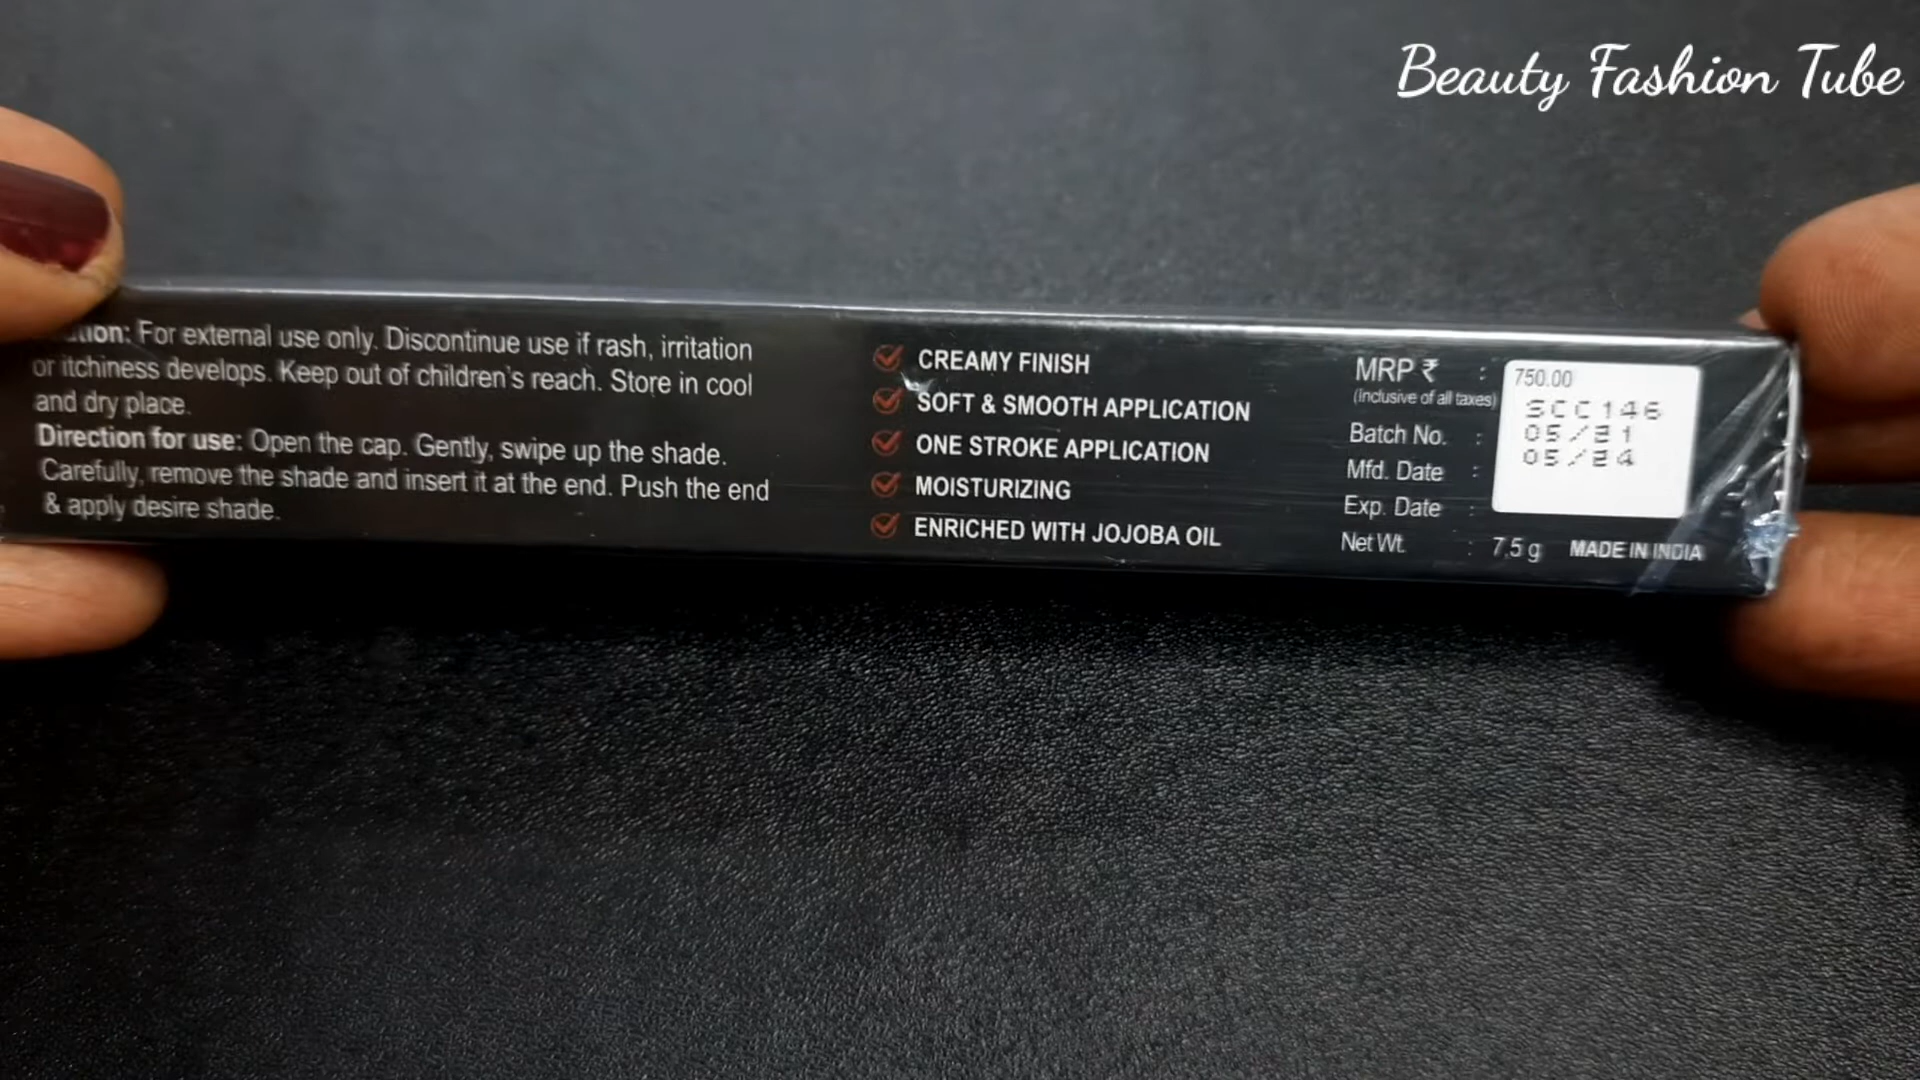 Beauty Fashion Tube
For external use only. Discontinue use if rash, irritation
or itchiness develops. Keep out of children's reach. Store in cool
and dry place.
Direction for use: Open the cap. Gently, swipe up the shade.
Carefully, remove the shade and insert it at the end. Push the end
& apply desire shade.
CREAMY FINISH
SOFT & SMOOTH APPLICATION
ONE STROKE APPLICATION
MOISTURIZING
ENRICHED WITH JOJOBA OIL
MRP ₹ : 750.00
(Inclusive of all taxes)
Batch No. : SCC146
Mfd. Date : 05/21
Exp. Date : 05/24
Net Wt. : 7.5 g MADE IN INDIA